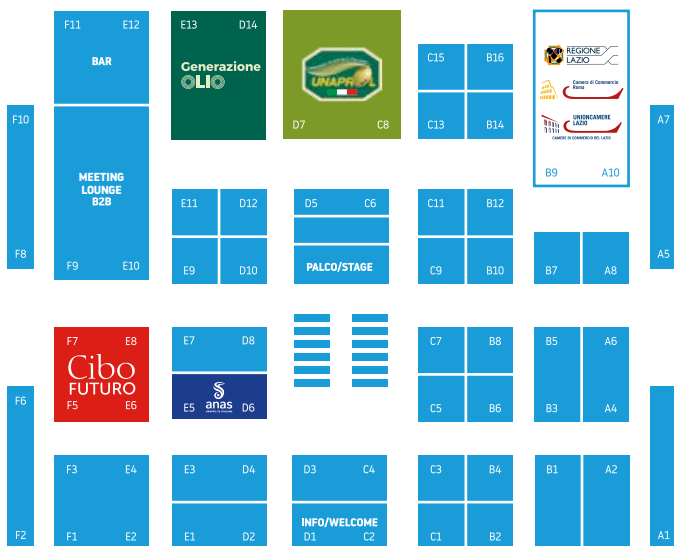 F11 E12
BAR
E13 D14
Generazione
OLIO
UNAPROL
D7 C8
C15 B16
C13 B14
REGIONE
LAZIO
Camera di Commercio
Roma
UNIONCAMERE
LAZIO
CAMERE DI COMMERCIO DEL LAZIO
B9 A10
F10
F8
A7
A5
MEETING
LOUNGE
B2B
F9 E10
E11 D12
E9 D10
D5 C6
PALCO/STAGE
C11 B12
C9 B10
B7 A8
F7 E8
Cibo
FUTURO
F5 E6
E7 D8
E5 anas D6
C7 B8
C5 B6
B5 A6
B3 A4
F6
F2
F3 E4
F1 E2
E3 D4
E1 D2
D3 C4
INFO/WELCOME
D1 C2
C3 B4
C1 B2
B1 A2
A1